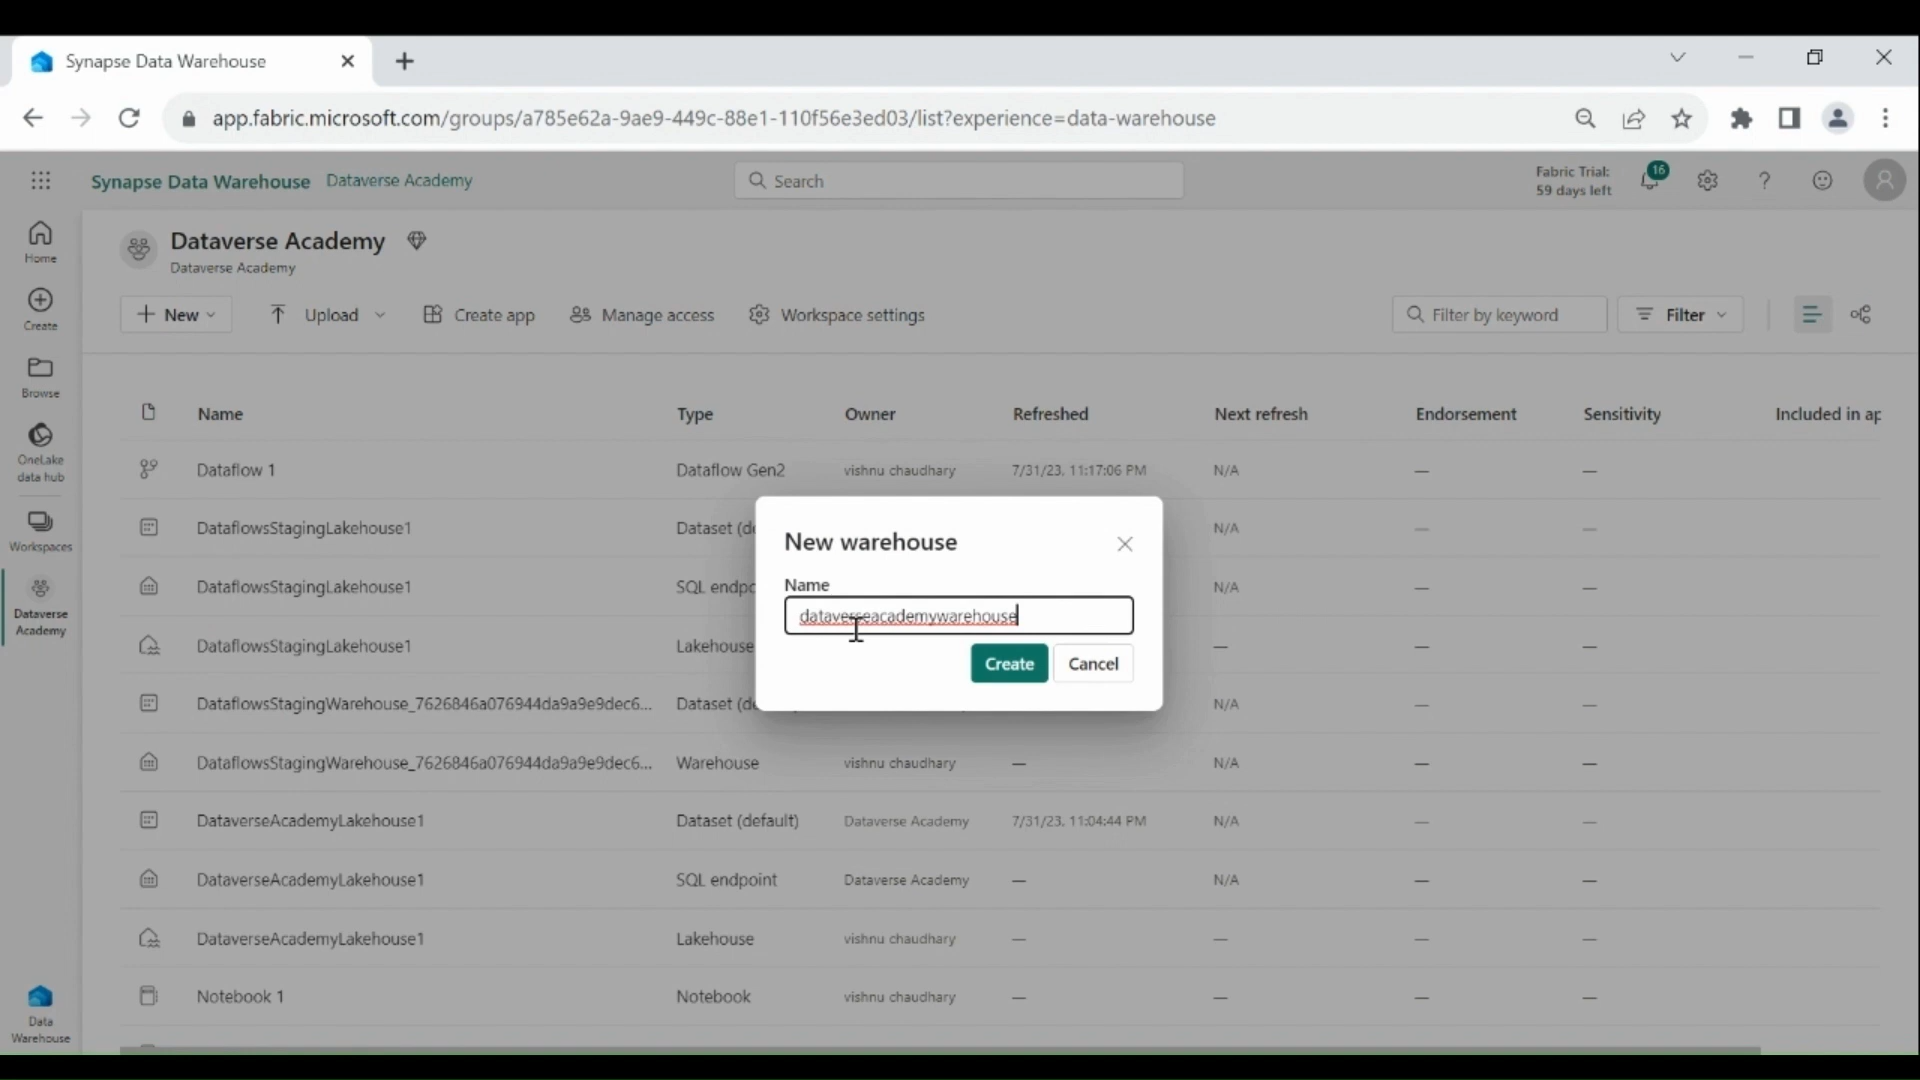 Synapse Data Warehouse
app.fabric.microsoft.com/groups/a785e62a-9ae9-449c-88e1-110f56e3ed03/list?experience=data-warehouse
Synapse Data Warehouse Dataverse Academy Search Fabric Trial: 59 days left 16 ?
Home
Create
Browse
OneLake data hub
Workspaces
Dataverse Academy
Data Warehouse
Dataverse Academy
Dataverse Academy
New Upload Create app Manage access Workspace settings Filter by keyword Filter
Name Type Owner Refreshed Next refresh Endorsement Sensitivity Included in ap
Dataflow 1 Dataflow Gen2 vishnu chaudhary 7/31/23, 11:17:06 PM N/A — —
DataflowsStagingLakehouse1 Dataset (de N/A — —
DataflowsStagingLakehouse1 SQL endpo N/A — —
DataflowsStagingLakehouse1 Lakehouse — — —
DataflowsStagingWarehouse_7626846a076944da9a9e9dec6... Dataset (de N/A — —
DataflowsStagingWarehouse_7626846a076944da9a9e9dec6... Warehouse vishnu chaudhary — N/A — —
DataverseAcademyLakehouse1 Dataset (default) Dataverse Academy 7/31/23, 11:04:44 PM N/A — —
DataverseAcademyLakehouse1 SQL endpoint Dataverse Academy — N/A — —
DataverseAcademyLakehouse1 Lakehouse vishnu chaudhary — — — —
Notebook 1 Notebook vishnu chaudhary — — — —
New warehouse
Name
dataverseacademywarehouse
Create Cancel